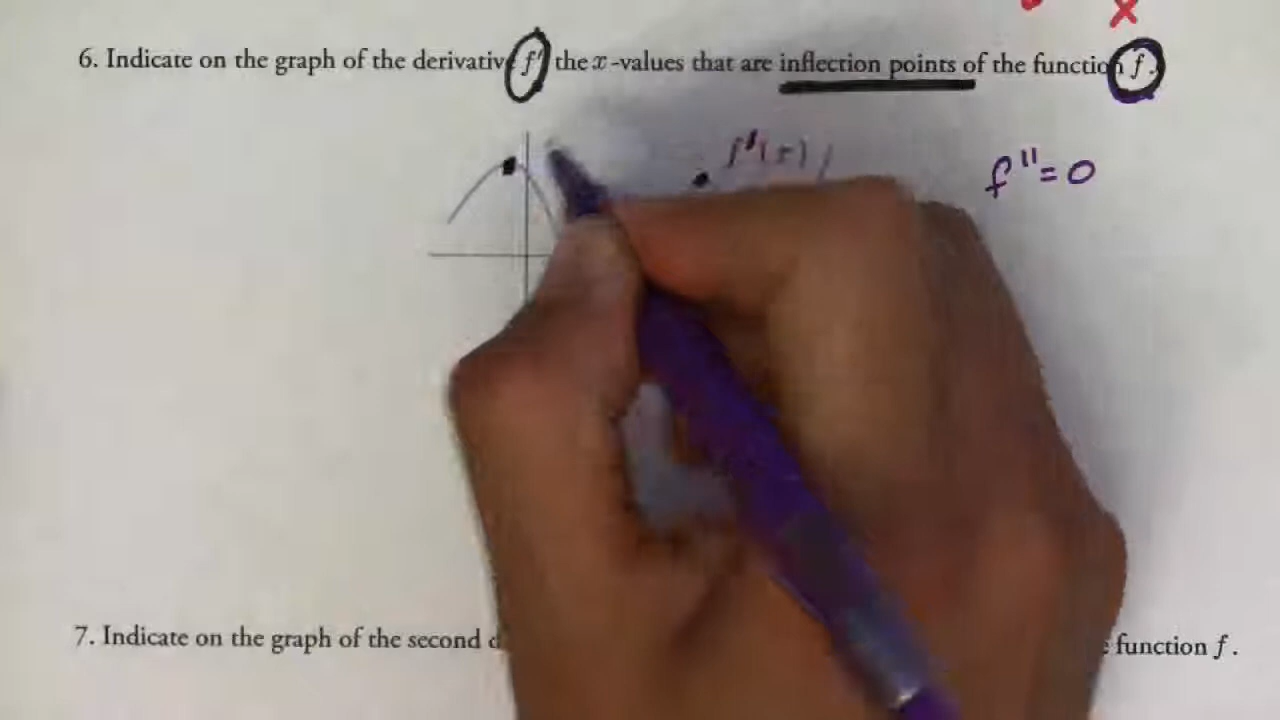 6. Indicate on the graph of the derivative f' the x-values that are inflection points of the function f.
f'(x)
f''=0
7. Indicate on the graph of the second
function f.